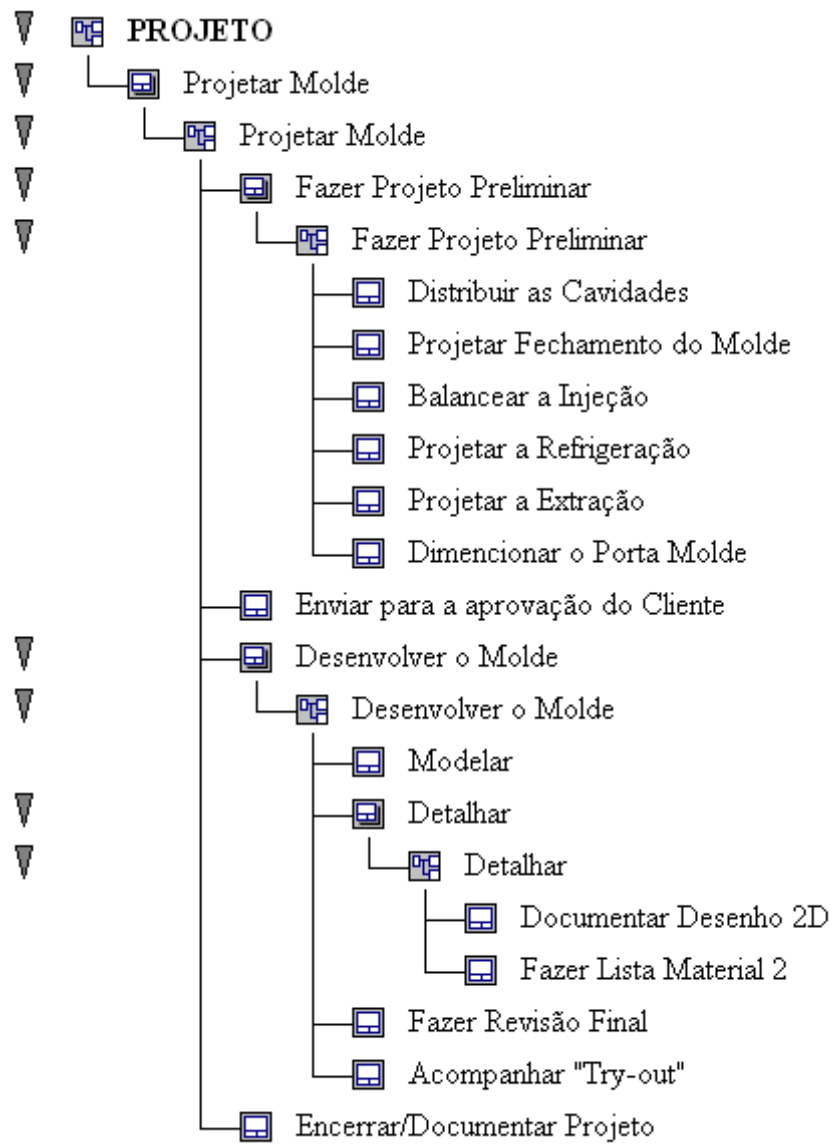 PROJETO
Projetar Molde
Projetar Molde
Fazer Projeto Preliminar
Fazer Projeto Preliminar
Distribuir as Cavidades
Projetar Fechamento do Molde
Balancear a Injeção
Projetar a Refrigeração
Projetar a Extração
Dimencionar o Porta Molde
Enviar para a aprovação do Cliente
Desenvolver o Molde
Desenvolver o Molde
Modelar
Detalhar
Detalhar
Documentar Desenho 2D
Fazer Lista Material 2
Fazer Revisão Final
Acompanhar "Try-out"
Encerrar/Documentar Projeto